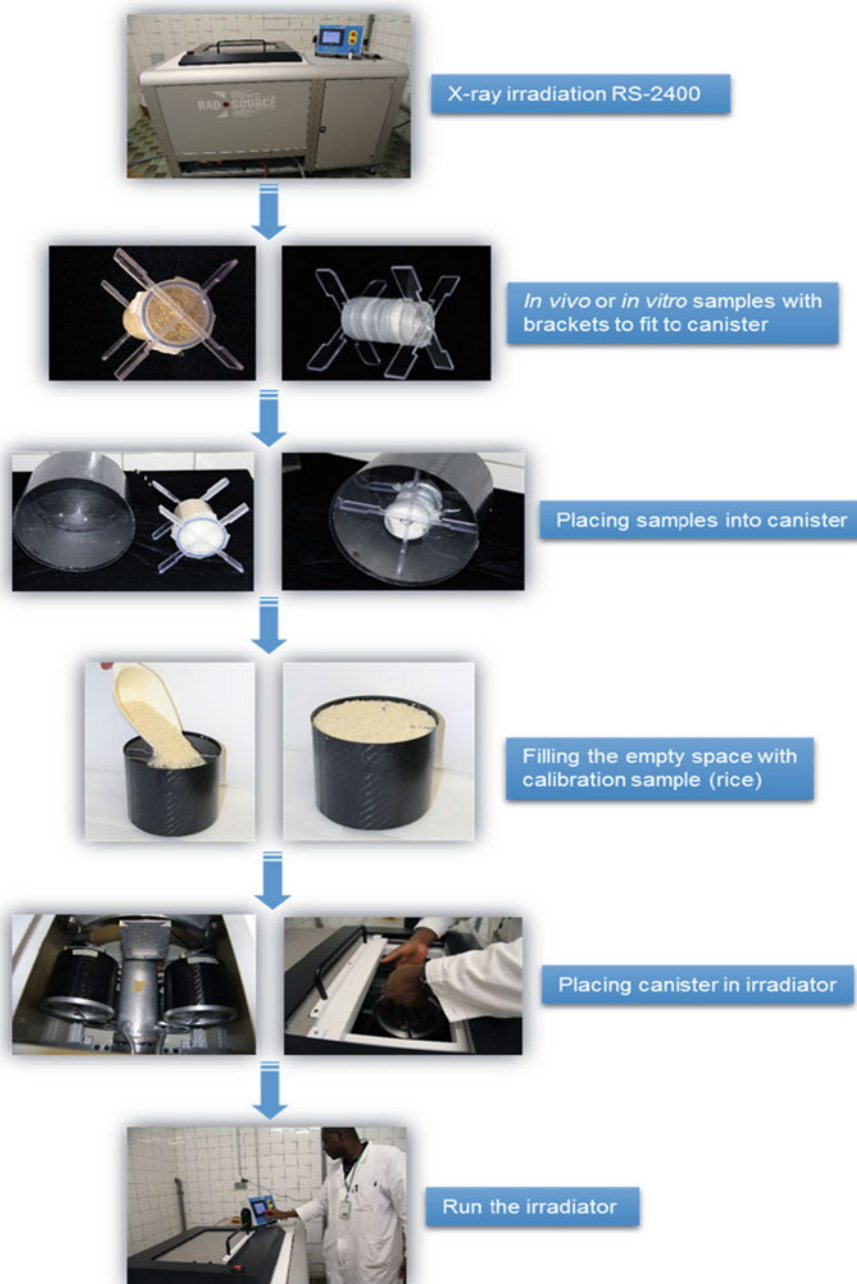 RAD SOURCE
X-ray irradiation RS-2400
In vivo or in vitro samples with
brackets to fit to canister
Placing samples into canister
Filling the empty space with
calibration sample (rice)
Placing canister in irradiator
Run the irradiator